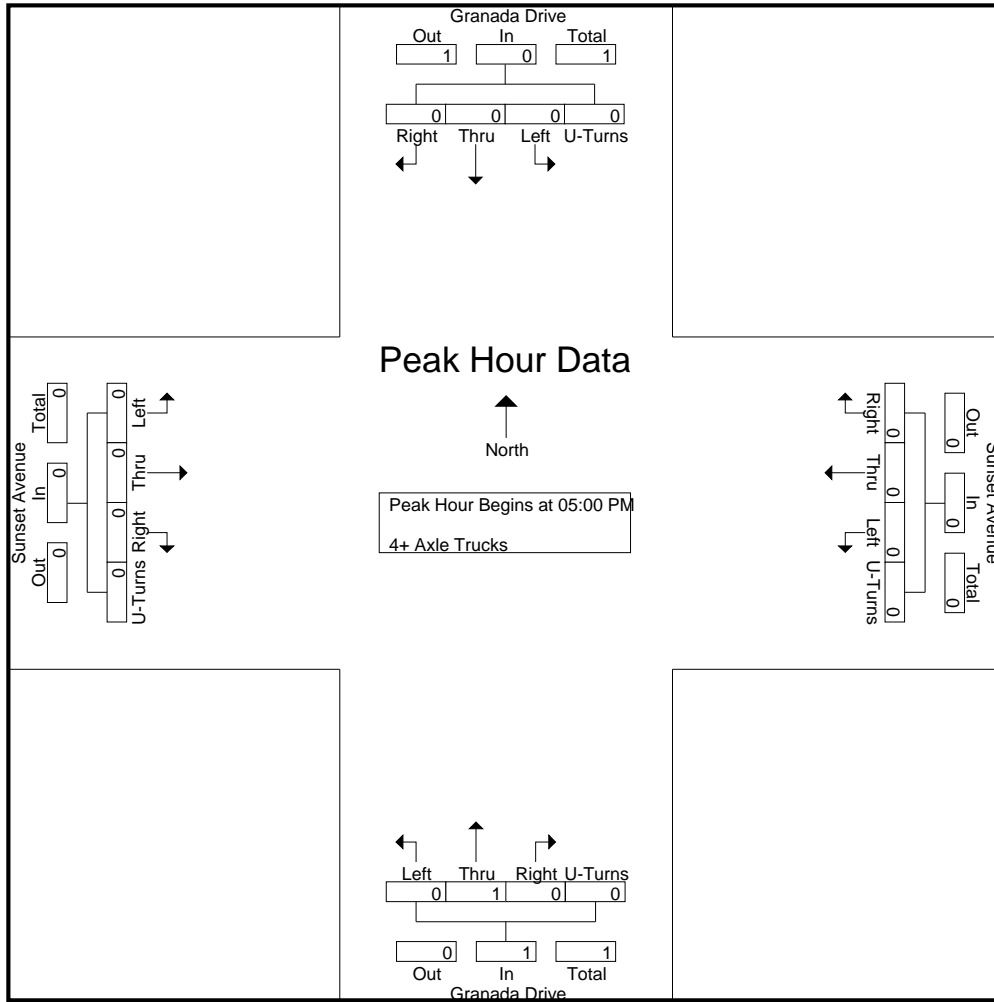 Granada Drive
Out In Total
1 0 1
0 0 0 0
Right Thru Left U-Turns
Peak Hour Data
North
Peak Hour Begins at 05:00 PM
4+ Axle Trucks
Sunset Avenue
Total In Out
0 0 0
0 0 0 0
Left Thru Right U-Turns
Right Thru Left U-Turns
0 0 0 0
0 0 0
Out In Total
Sunset Avenue
Left Thru Right U-Turns
0 1 0 0
0 1 1
Out In Total
Granada Drive